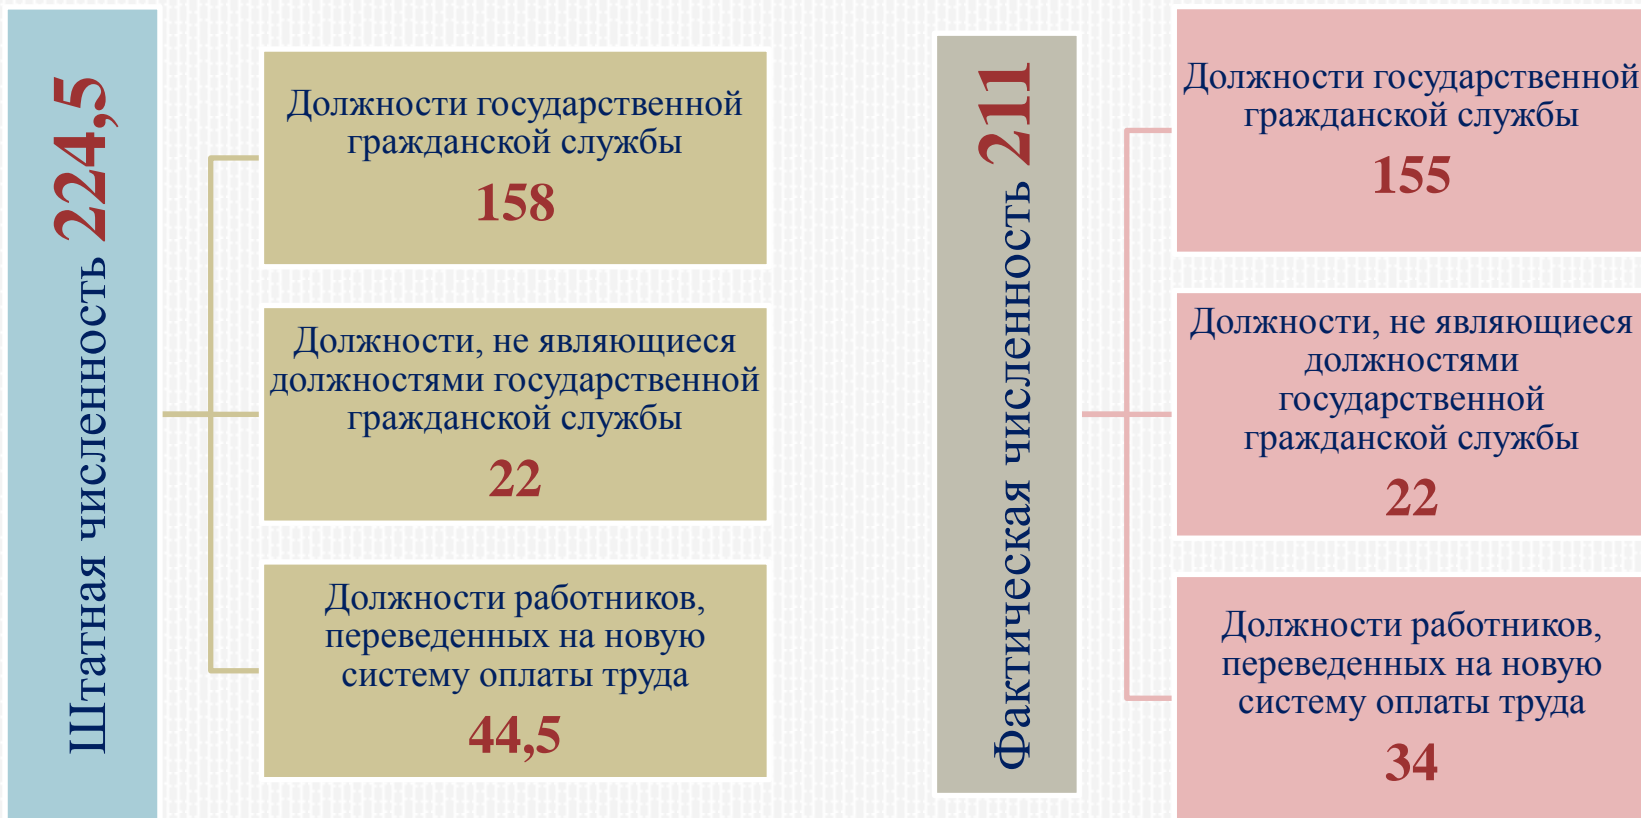 Штатная численность 224,5
Должности государственной
гражданской службы
158
Должности, не являющиеся
должностями государственной
гражданской службы
22
Должности работников,
переведенных на новую
систему оплаты труда
44,5
Фактическая численность 211
Должности государственной
гражданской службы
155
Должности, не являющиеся
должностями
государственной
гражданской службы
22
Должности работников,
переведенных на новую
систему оплаты труда
34